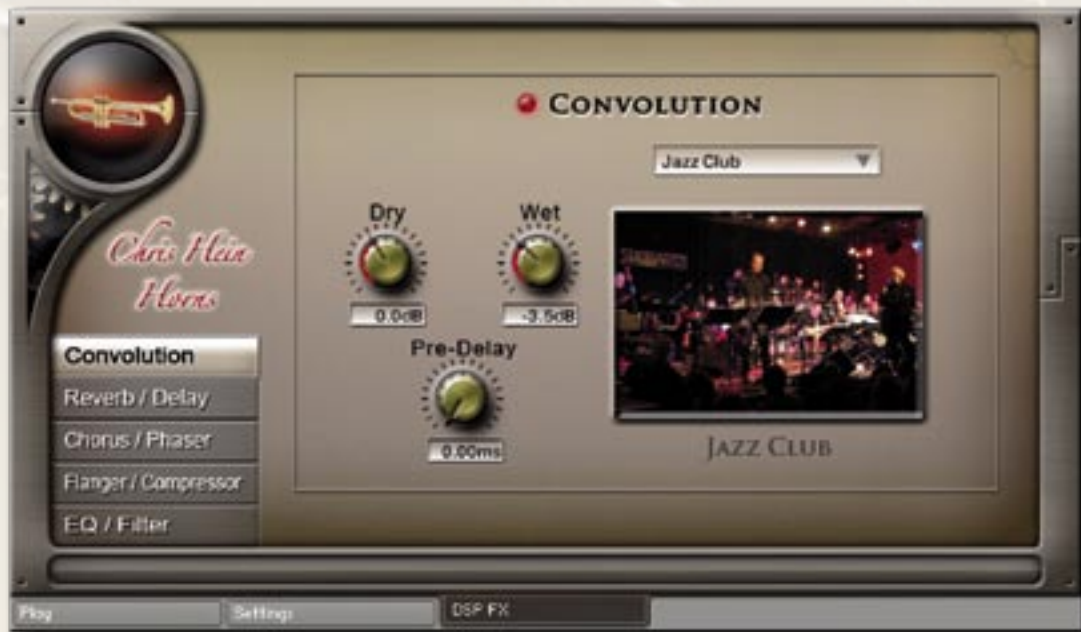 CONVOLUTION
Jazz Club
Dry
Wet
0.0dB
-3.5dB
Pre-Delay
0.00ms
JAZZ CLUB
Chris Hein
Horns
Convolution
Reverb / Delay
Chorus / Phaser
Flanger / Compressor
EQ / Filter
Play
Settings
DSP FX